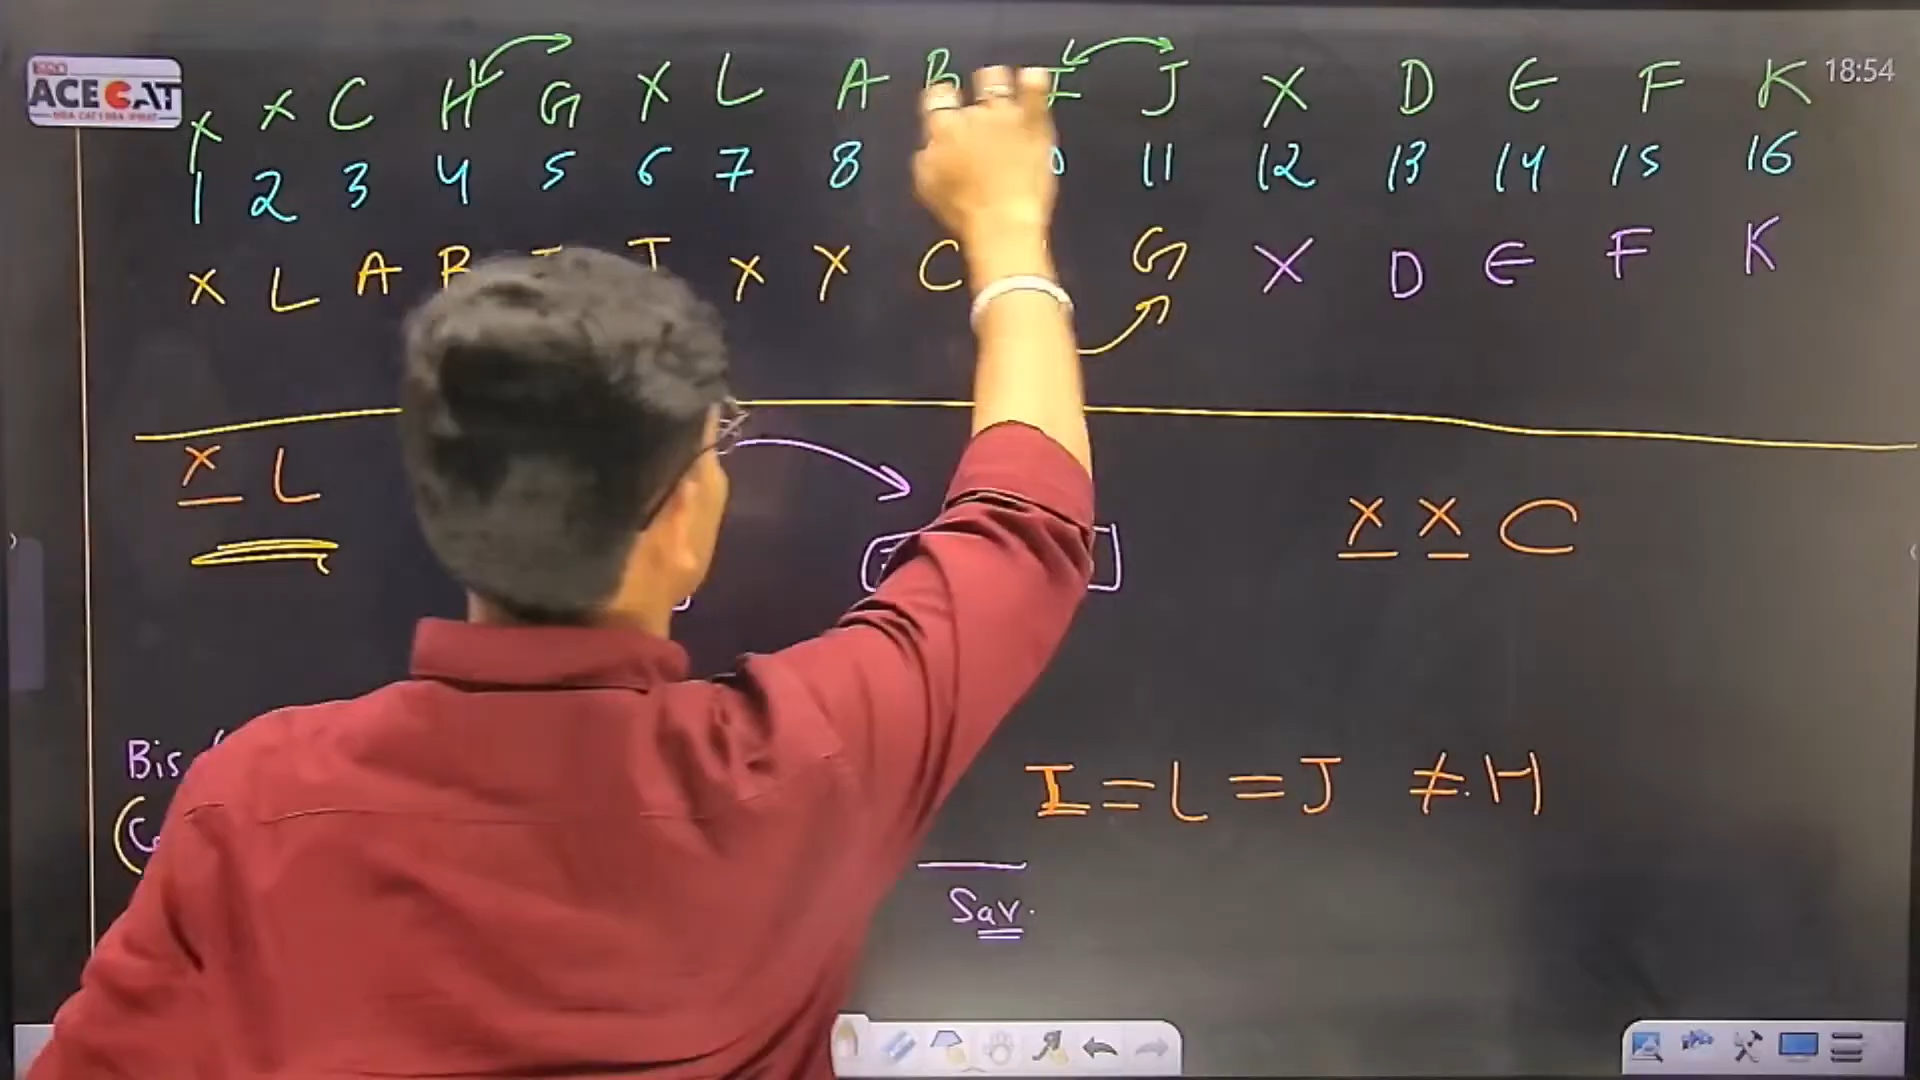 ACE CAT
18:54
X X C H G X L A B I J X D E F K
1 2 3 4 5 6 7 8 11 12 13 14 15 16
X L A B X X C G X D E F K
X L
X X C
Bis
I = L = J ≠ H
Sav.